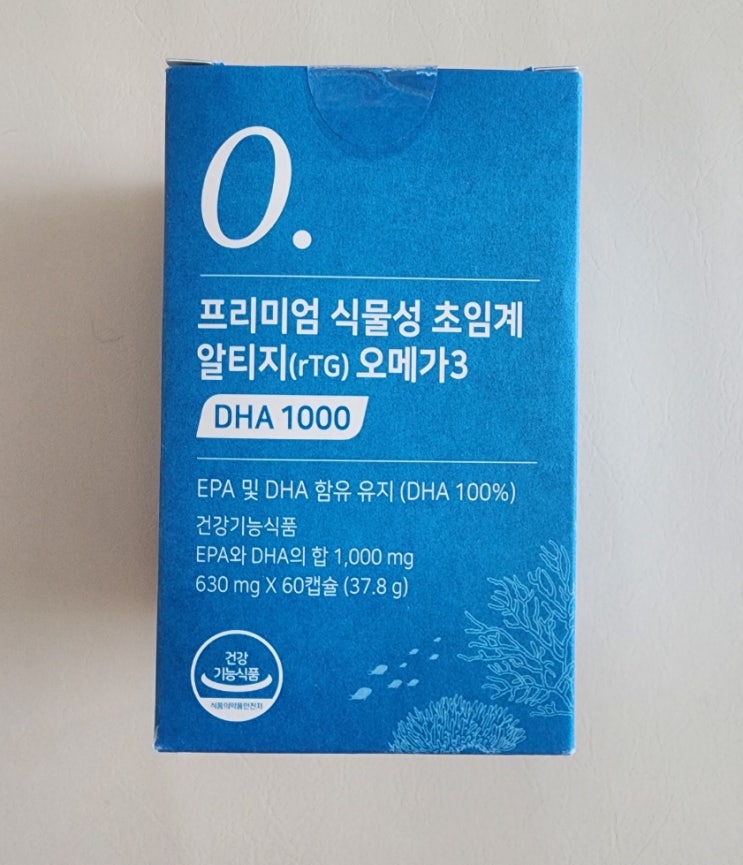 O.
프리미엄 식물성 초임계
알티지(rTG) 오메가3
DHA 1000
EPA 및 DHA 함유 유지 (DHA 100%)
건강기능식품
EPA와 DHA의 합 1,000 mg
630 mg X 60캡슐 (37.8 g)
건강
기능식품
식품의약품안전처